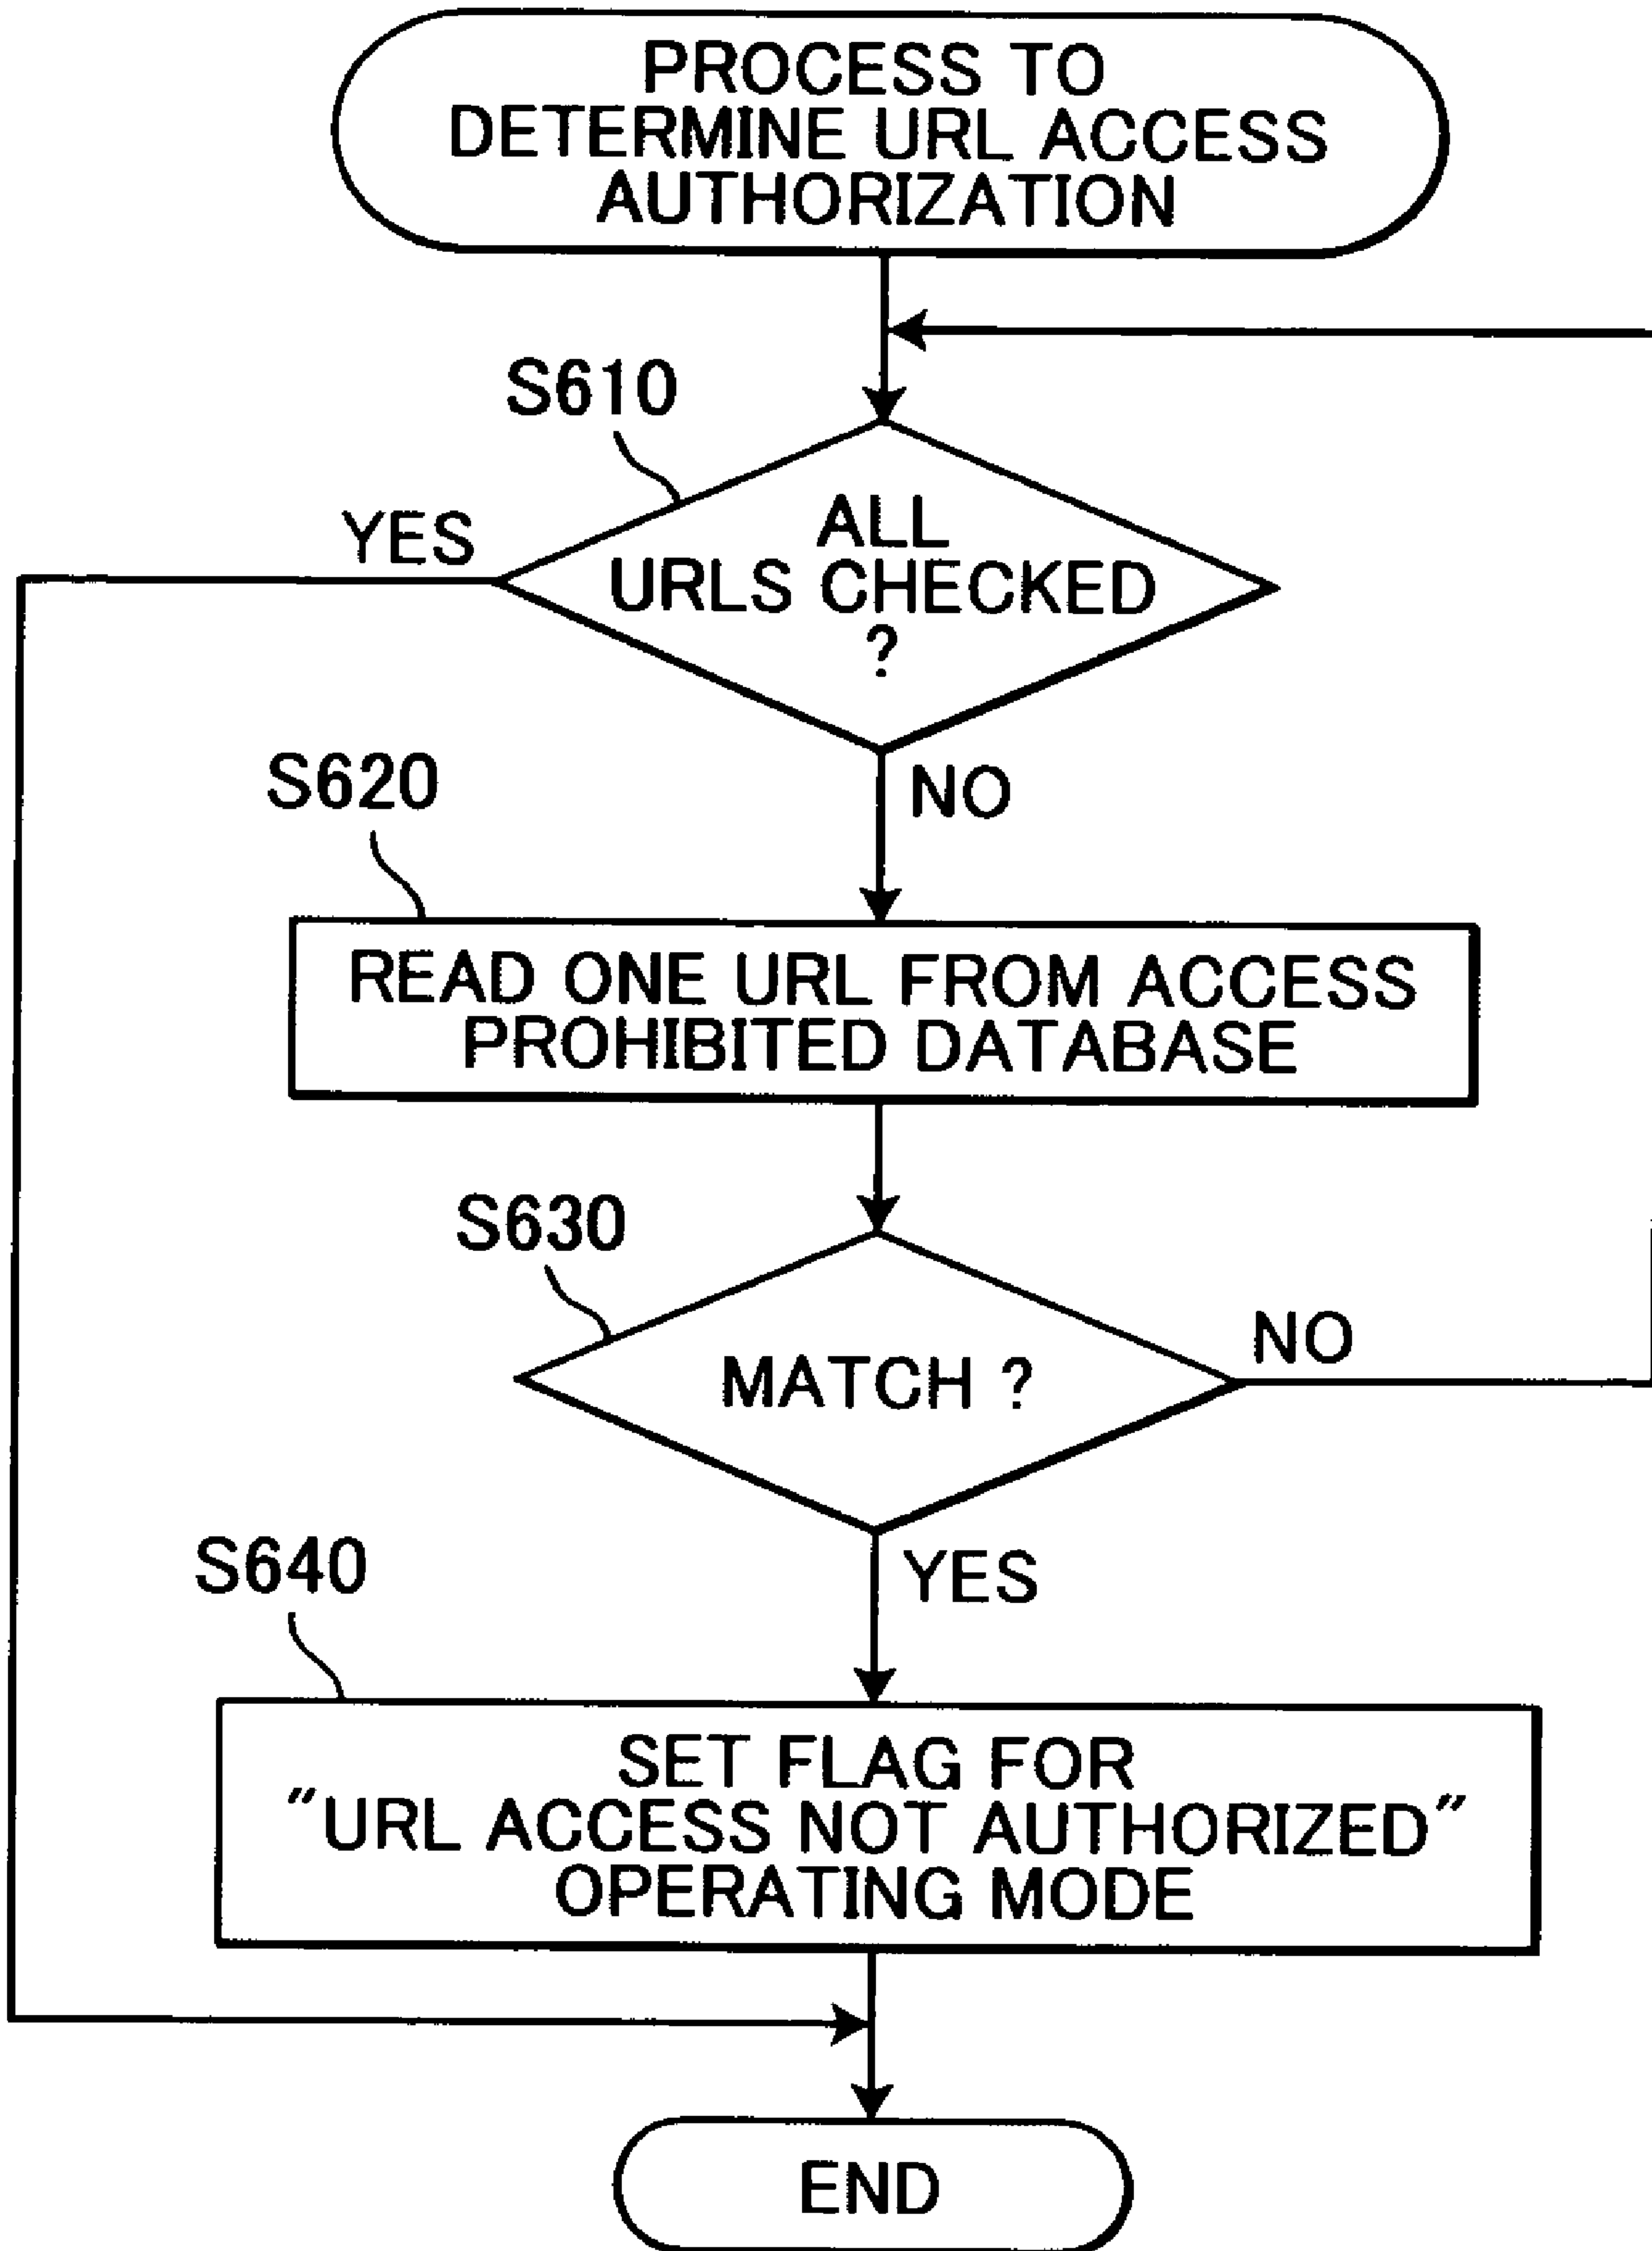 PROCESS TO
DETERMINE URL ACCESS
AUTHORIZATION
S610
YES
ALL
URLS CHECKED
?
NO
S620
READ ONE URL FROM ACCESS
PROHIBITED DATABASE
S630
MATCH ?
NO
YES
S640
SET FLAG FOR
"URL ACCESS NOT AUTHORIZED"
OPERATING MODE
END